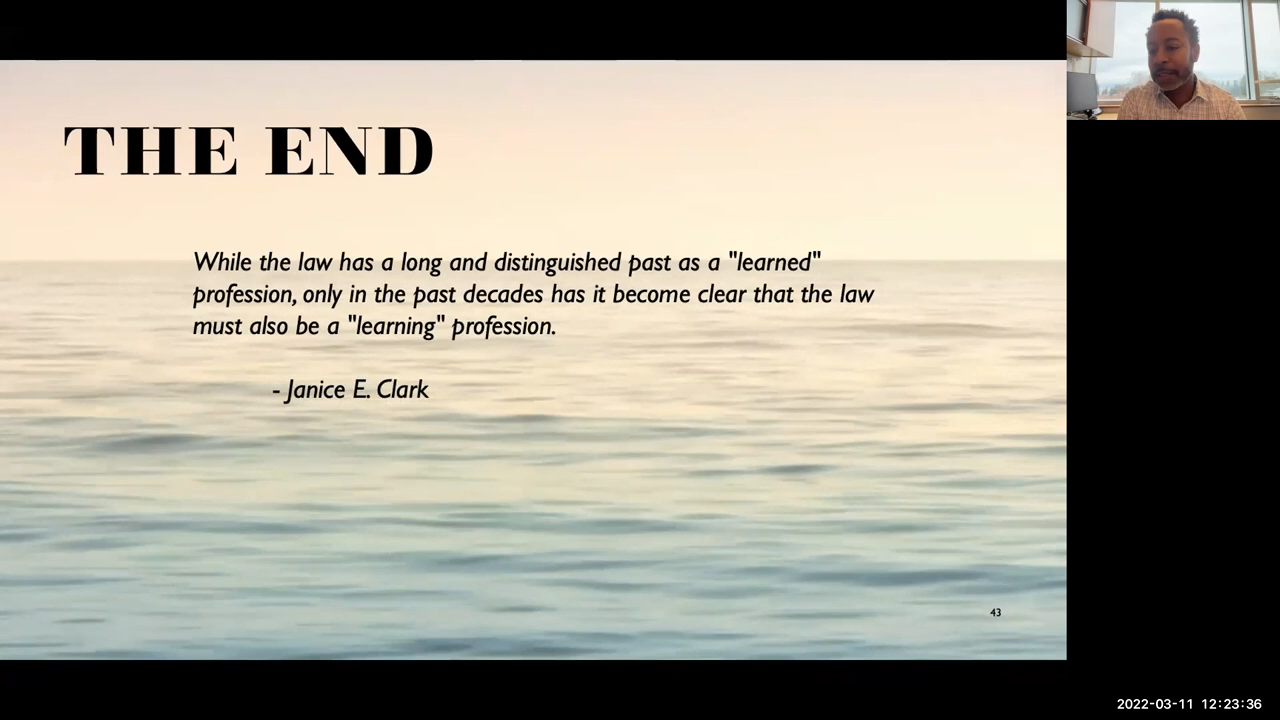 THE END
While the law has a long and distinguished past as a "learned"
profession, only in the past decades has it become clear that the law
must also be a "learning" profession.
- Janice E. Clark
43
2022-03-11 12:23:36